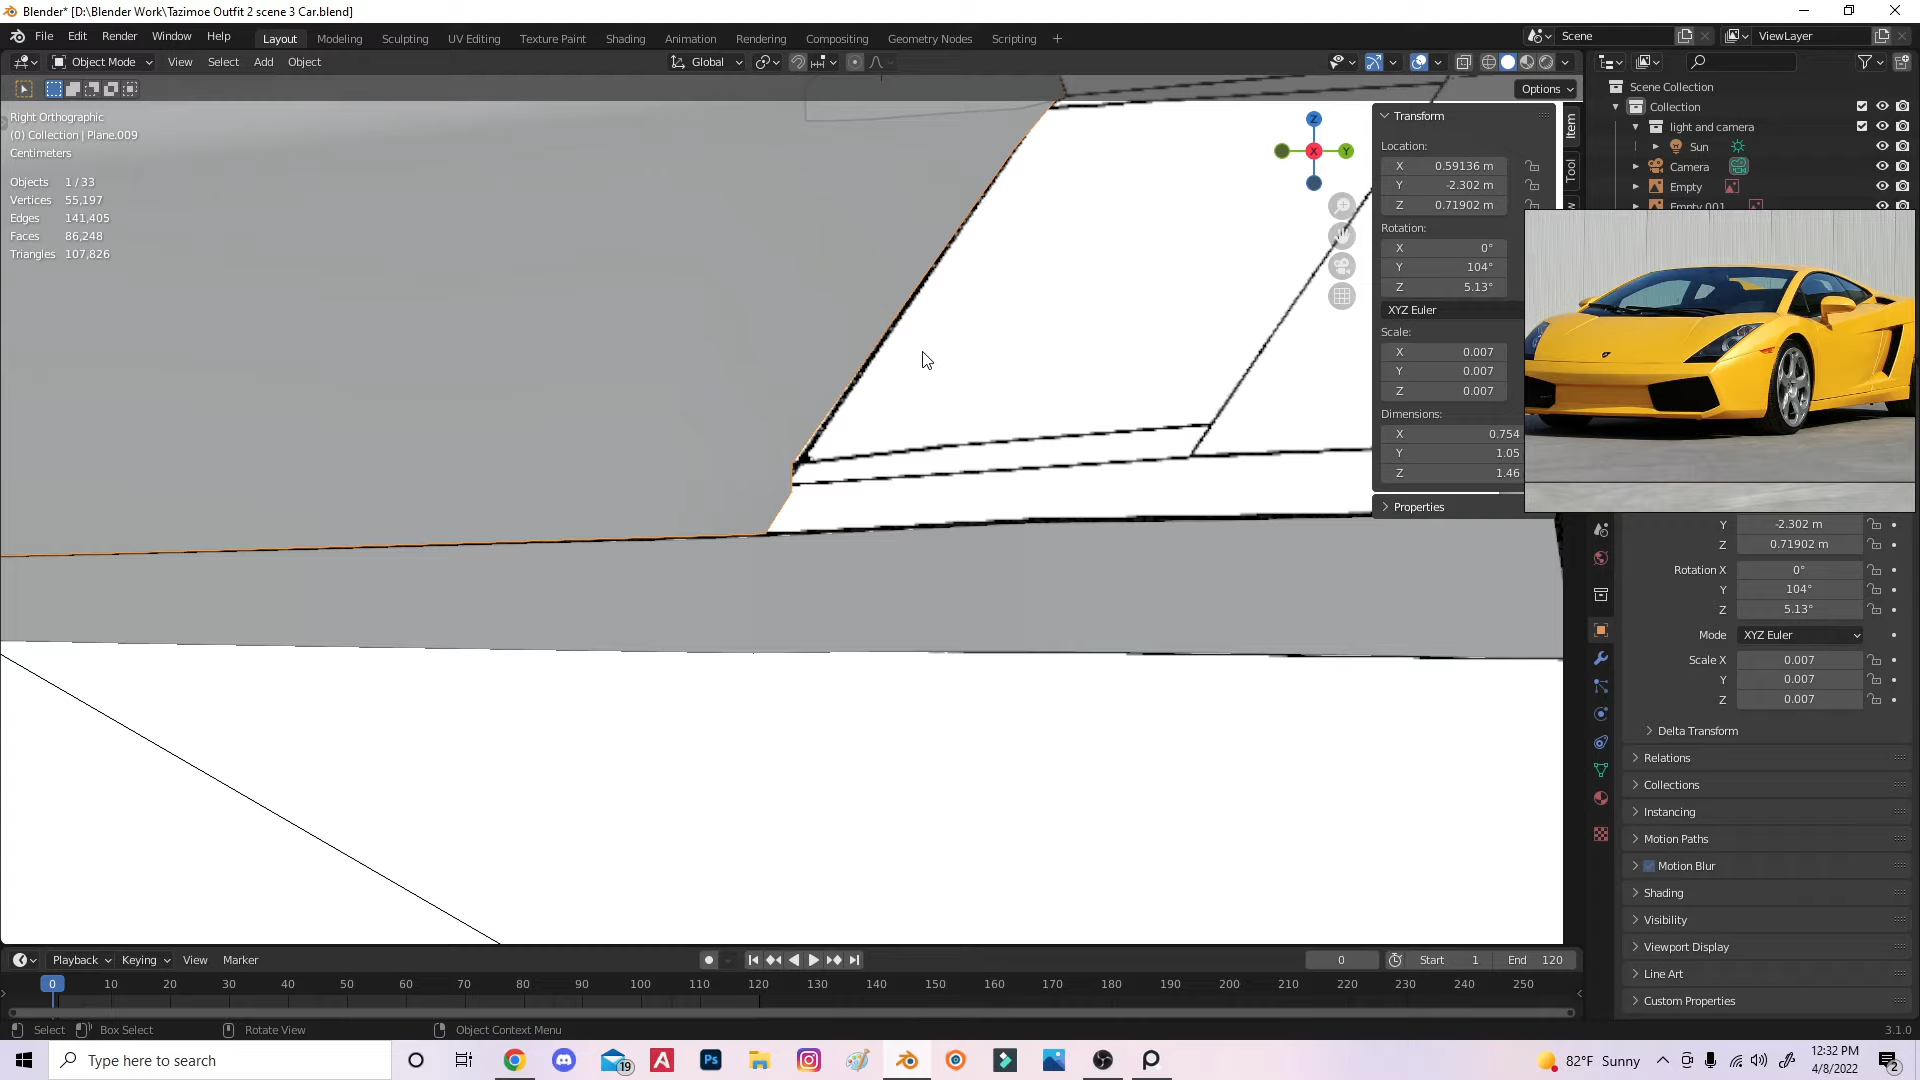 Blender* [D:\Blender Work\Tazimoe Outfit 2 scene 3 Car.blend]
File Edit Render Window Help Layout Modeling Sculpting UV Editing Texture Paint Shading Animation Rendering Compositing Geometry Nodes Scripting + Scene ViewLayer
Object Mode View Select Add Object Global
Options
Right Orthographic
(0) Collection | Plane.009
Centimeters
Objects 1 / 33
Vertices 55,197
Edges 141,405
Faces 86,248
Triangles 107,826
Z
X
Y
Transform
Location:
X 0.59136 m
Y -2.302 m
Z 0.71902 m
Rotation:
X 0°
Y 104°
Z 5.13°
XYZ Euler
Scale:
X 0.007
Y 0.007
Z 0.007
Dimensions:
X 0.754
Y 1.05
Z 1.46
Properties
Item
Tool
Scene Collection
Collection
light and camera
Sun
Camera
Empty
Empty.001
Y -2.302 m
Z 0.71902 m
Rotation X 0°
Y 104°
Z 5.13°
Mode XYZ Euler
Scale X 0.007
Y 0.007
Z 0.007
Delta Transform
Relations
Collections
Instancing
Motion Paths
Motion Blur
Shading
Visibility
Viewport Display
Line Art
Custom Properties
Playback Keying View Marker 0 Start 1 End 120
0 10 20 30 40 50 60 70 80 90 100 110 120 130 140 150 160 170 180 190 200 210 220 230 240 250
Select Box Select Rotate View Object Context Menu 3.1.0
Type here to search
19
Ps
82°F Sunny
12:32 PM
4/8/2022
2